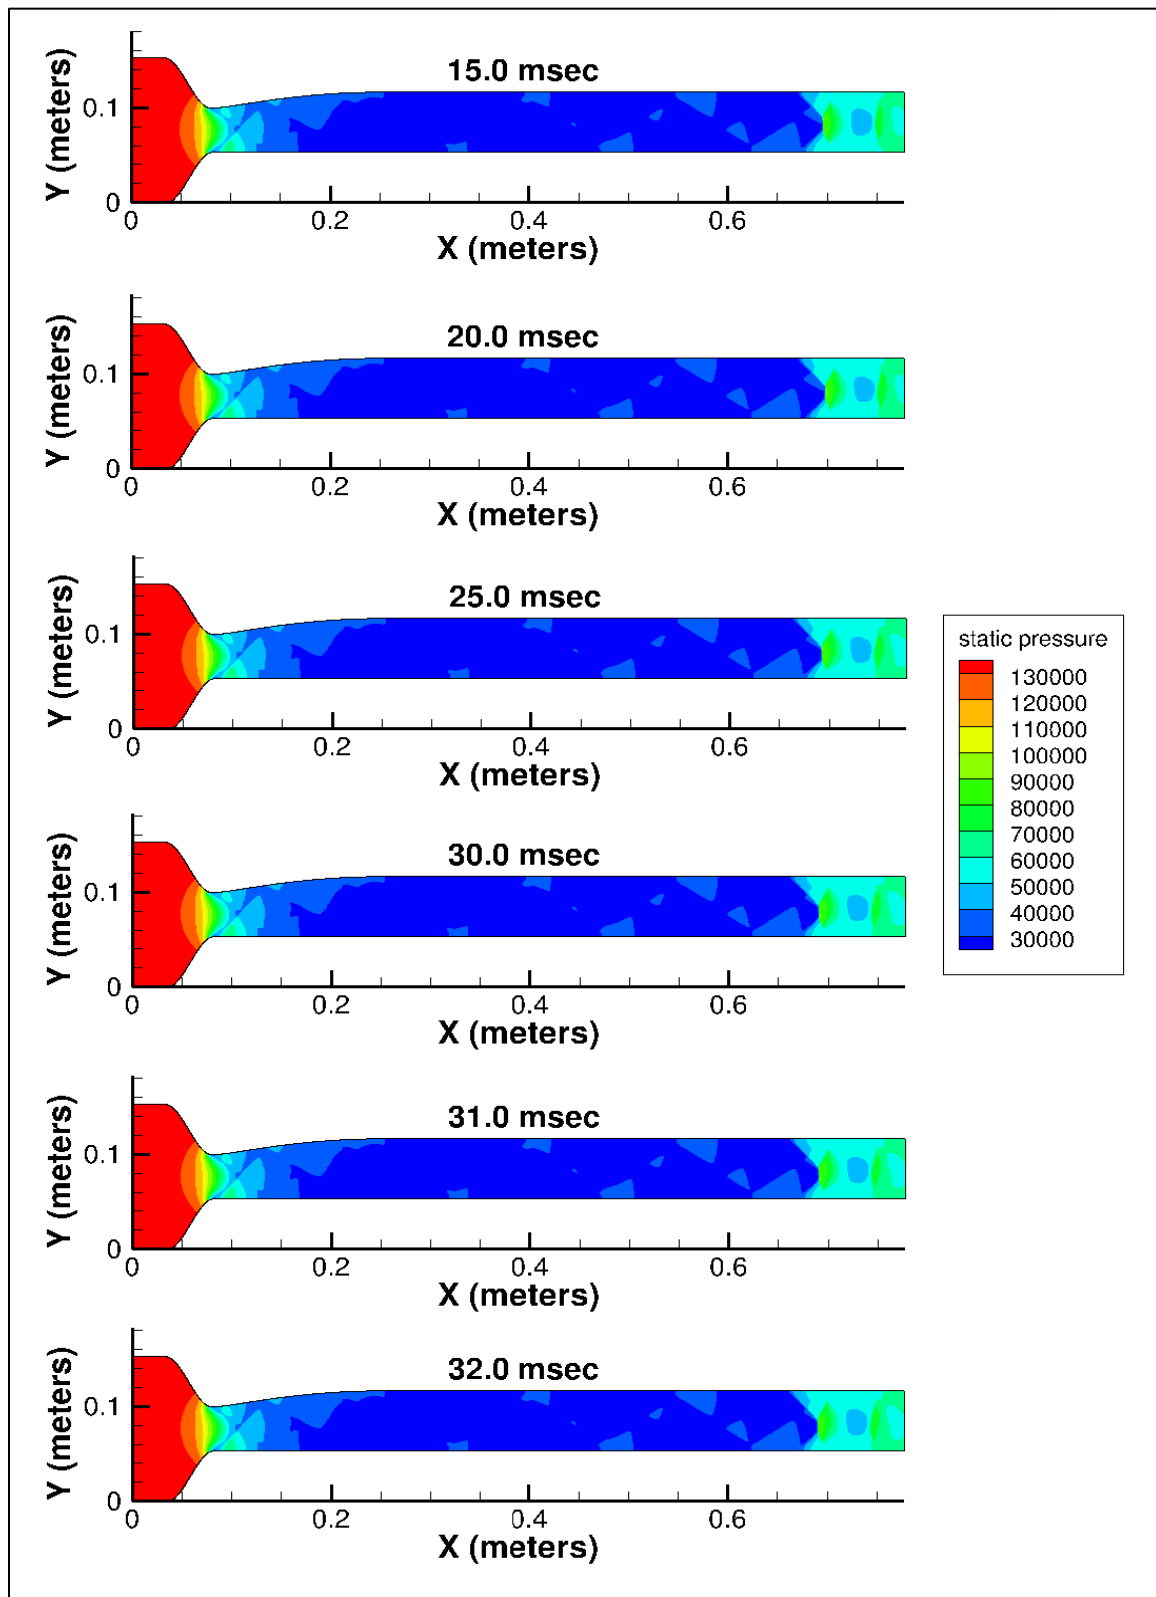 15.0 msec
Y (meters)
0.1
0
0 0.2 0.4 0.6
X (meters)
20.0 msec
Y (meters)
0.1
0
0 0.2 0.4 0.6
X (meters)
25.0 msec
Y (meters)
0.1
0
0 0.2 0.4 0.6
X (meters)
static pressure
130000
120000
110000
100000
90000
80000
70000
60000
50000
40000
30000
30.0 msec
Y (meters)
0.1
0
0 0.2 0.4 0.6
X (meters)
31.0 msec
Y (meters)
0.1
0
0 0.2 0.4 0.6
X (meters)
32.0 msec
Y (meters)
0.1
0
0 0.2 0.4 0.6
X (meters)